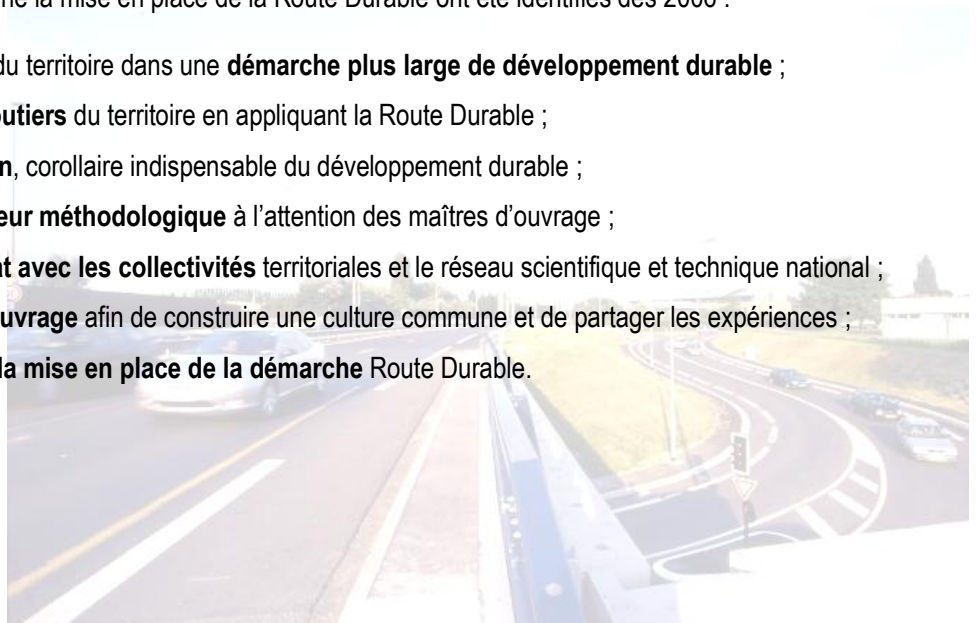 la mise en place de la Route Durable ont été identifiés dès 2006 :
du territoire dans une démarche plus large de développement durable ;
outiers du territoire en appliquant la Route Durable ;
n, corollaire indispensable du développement durable ;
eur méthodologique à l’attention des maîtres d’ouvrage ;
t avec les collectivités territoriales et le réseau scientifique et technique national ;
uvrage afin de construire une culture commune et de partager les expériences ;
la mise en place de la démarche Route Durable.